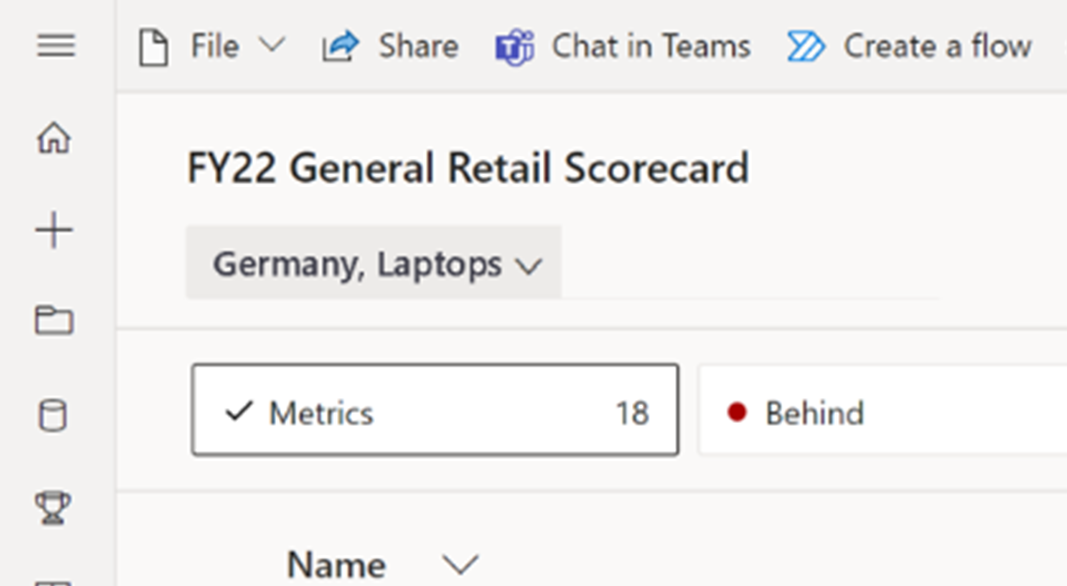 File Share Chat in Teams Create a flow
FY22 General Retail Scorecard
Germany, Laptops
Metrics 18 Behind
Name